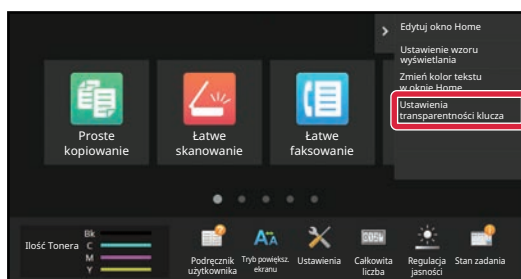 Edytuj okno Home
Ustawienie wzoru
wyświetlania
Zmień kolor tekstu
w oknie Home
Ustawienia
transparentności klucza
Proste
kopiowanie
Łatwe
skanowanie
Łatwe
faksowanie
Ilość Tonera
Bk
C
M
Y
Podręcznik
użytkownika
AA
Tryb powiększ.
ekranu
Ustawienia
Całkowita
liczba
Regulacja
jasności
Stan zadania